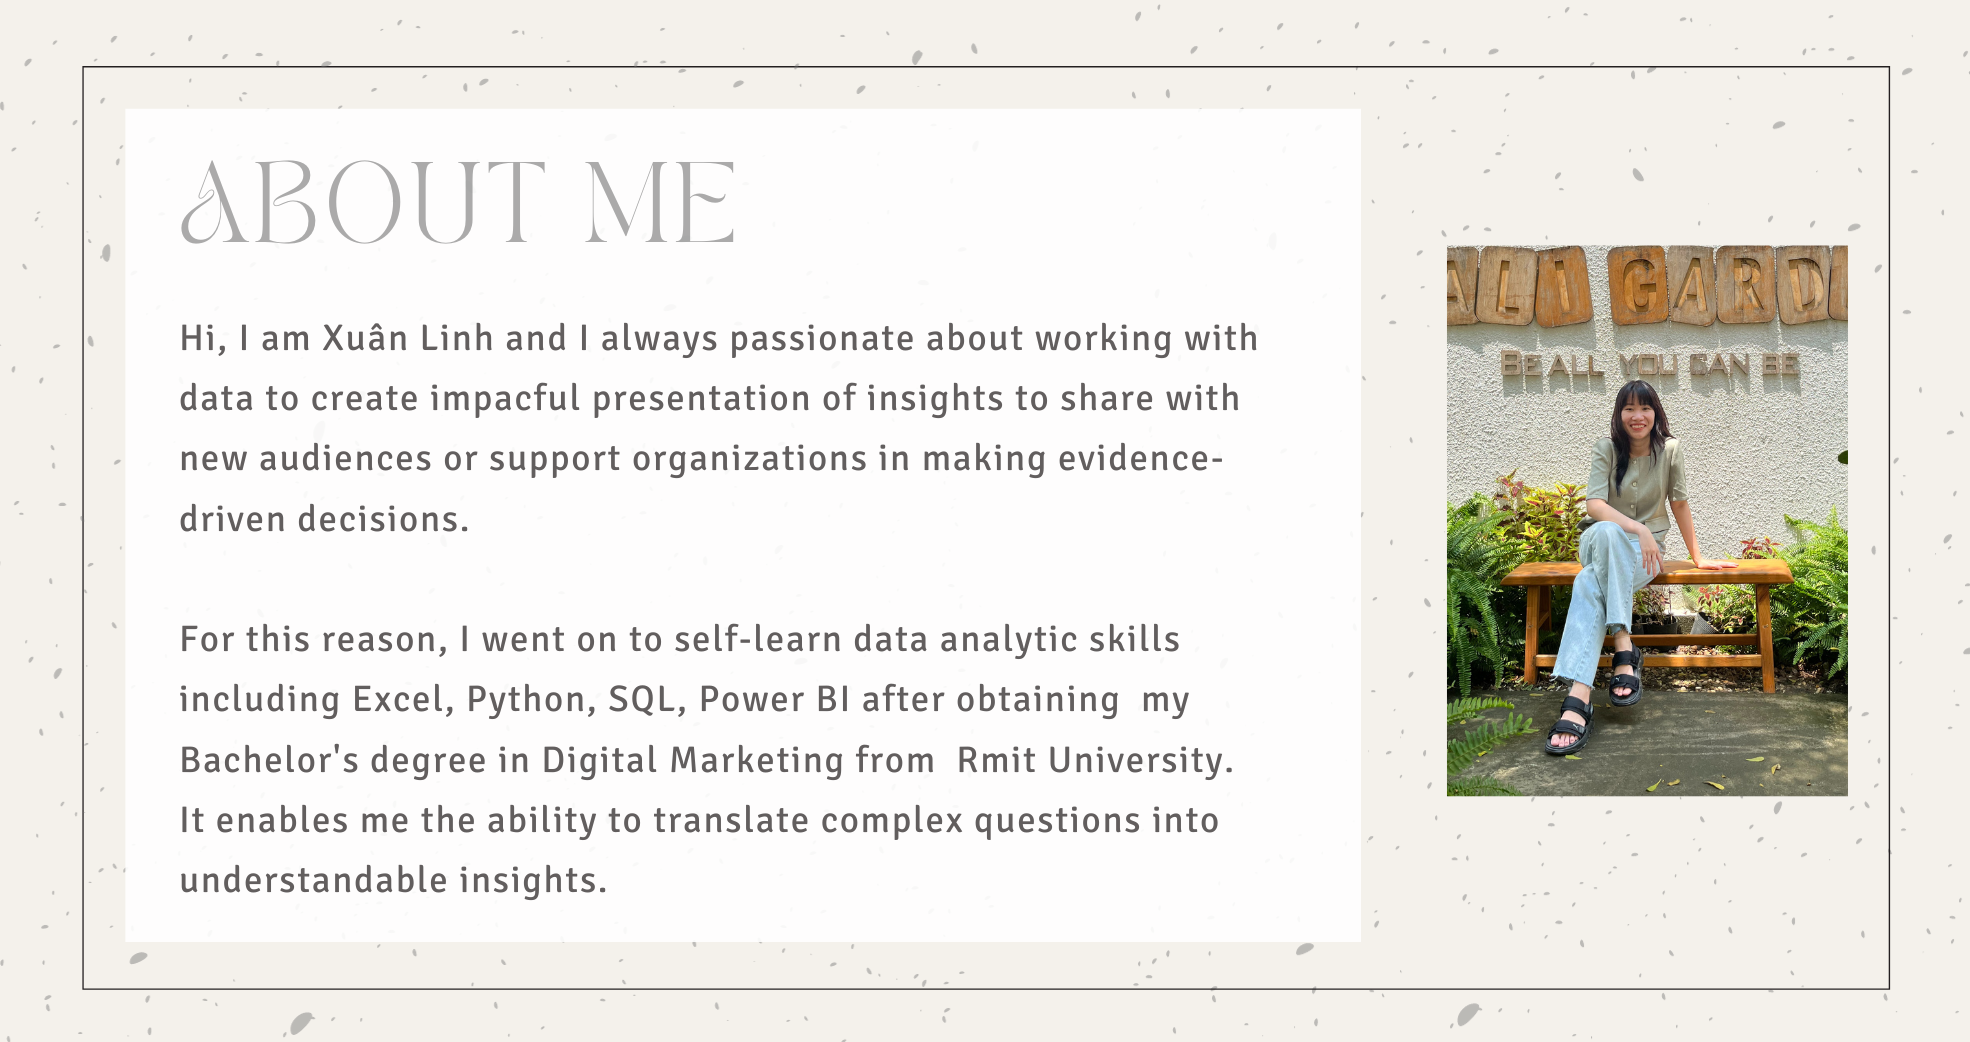 ABOUT ME
Hi, I am Xuân Linh and I always passionate about working with
data to create impacful presentation of insights to share with
new audiences or support organizations in making evidence-
driven decisions.
For this reason, I went on to self-learn data analytic skills
including Excel, Python, SQL, Power BI after obtaining  my
Bachelor's degree in Digital Marketing from  Rmit University.
It enables me the ability to translate complex questions into
understandable insights.
ALI GARD
BE ALL YOU CAN BE